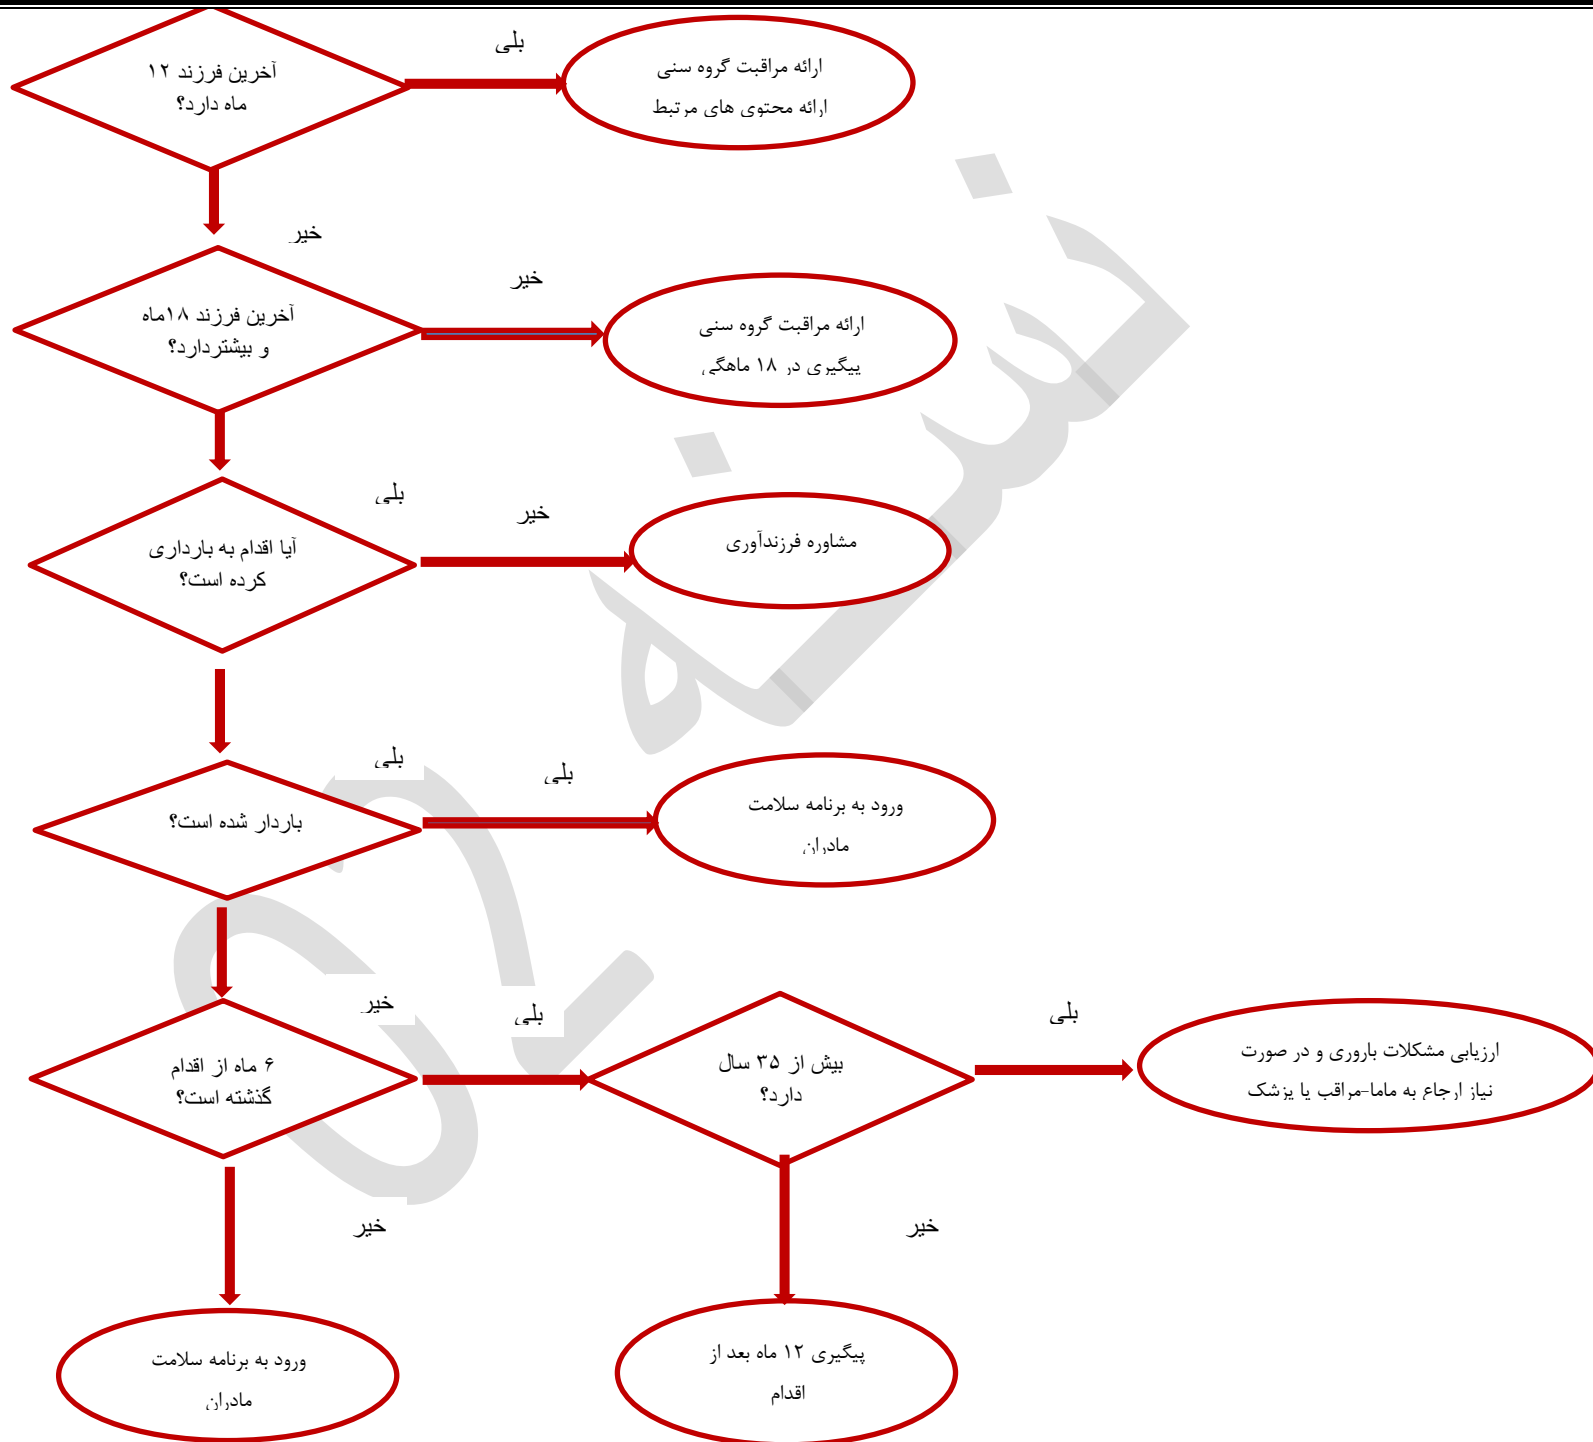 بلی
آخرین فرزند ۱۲
ماه دارد؟
ارائه مراقبت گروه سنی
ارائه محتوی های مرتبط
خیر
خیر
آخرین فرزند ۱۸ماه
و بیشتردارد؟
ارائه مراقبت گروه سنی
پیگیری در ۱۸ ماهگی
بلی
خیر
آیا اقدام به بارداری
کرده است؟
مشاوره فرزندآوری
بلی
بلی
باردار شده است؟
ورود به برنامه سلامت
مادران
خیر
بلی
بلی
۶ ماه از اقدام
گذشته است؟
بیش از ۳۵ سال
دارد؟
ارزیابی مشکلات باروری و در صورت
نیاز ارجاع به ماما-مراقب یا پزشک
خیر
خیر
ورود به برنامه سلامت
مادران
پیگیری ۱۲ ماه بعد از
اقدام